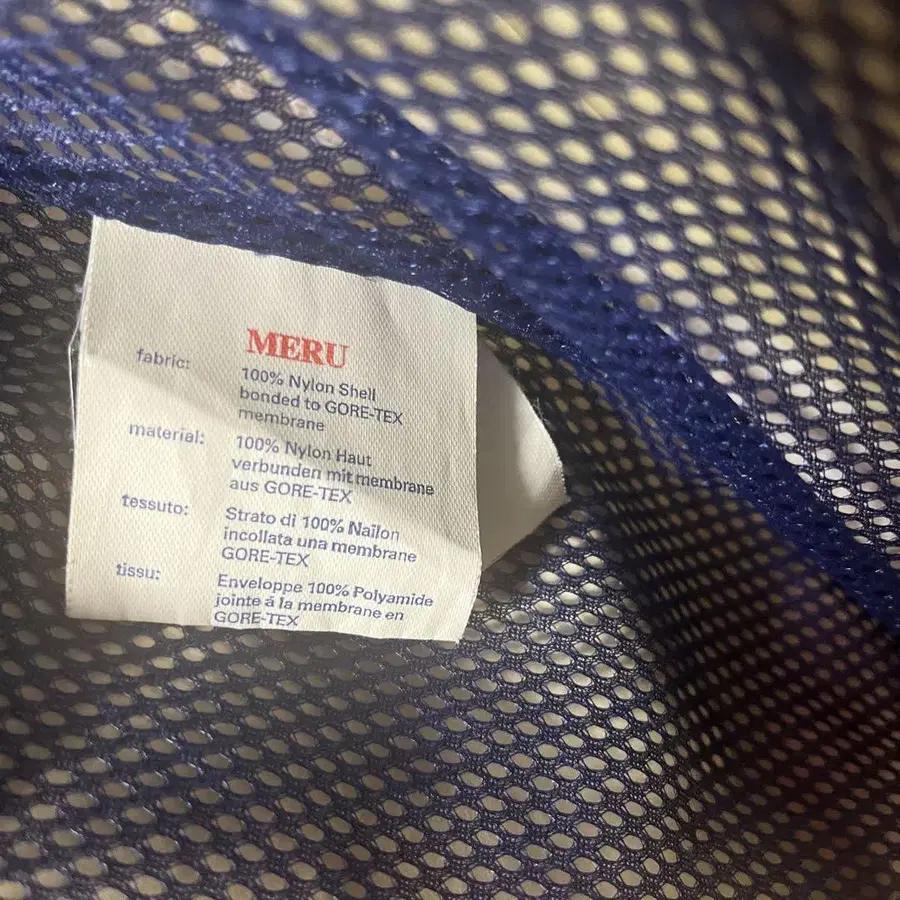 MERU
fabric: 100% Nylon Shell
bonded to GORE-TEX
membrane
material: 100% Nylon Haut
verbunden mit membrane
aus GORE-TEX
tessuto: Strato di 100% Naïlon
incollata una membrane
GORE-TEX
tissu: Enveloppe 100% Polyamide
jointe à la membrane en
GORE-TEX